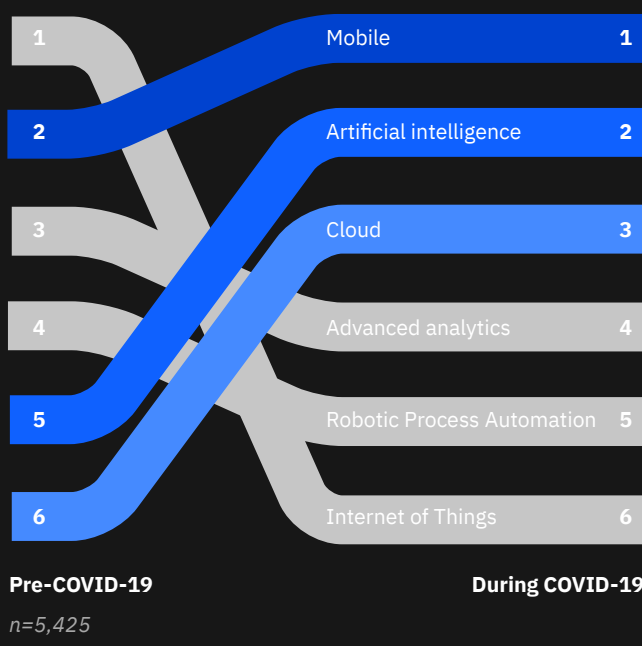 1 Mobile 1
2 Artificial intelligence 2
3 Cloud 3
4 Advanced analytics 4
5 Robotic Process Automation 5
6 Internet of Things 6
Pre-COVID-19 During COVID-19
n=5,425